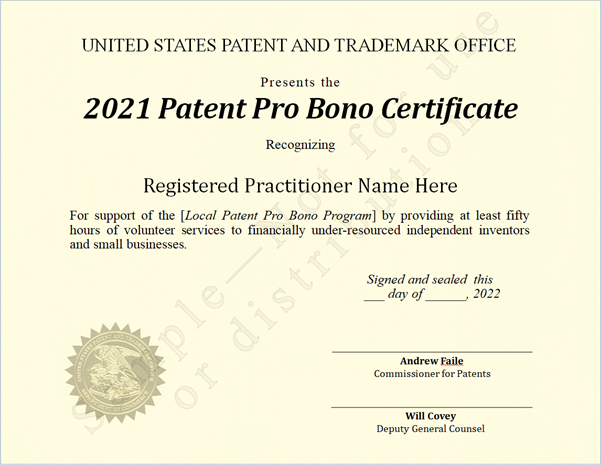 UNITED STATES PATENT AND TRADEMARK OFFICE
Presents the
2021 Patent Pro Bono Certificate
Recognizing
Registered Practitioner Name Here
For support of the [Local Patent Pro Bono Program] by providing at least fifty
hours of volunteer services to financially under-resourced independent inventors
and small businesses.
Signed and sealed this
___ day of ______, 2022
Andrew Faile
Commissioner for Patents
Will Covey
Deputy General Counsel
Sample—Not for use
or distribution